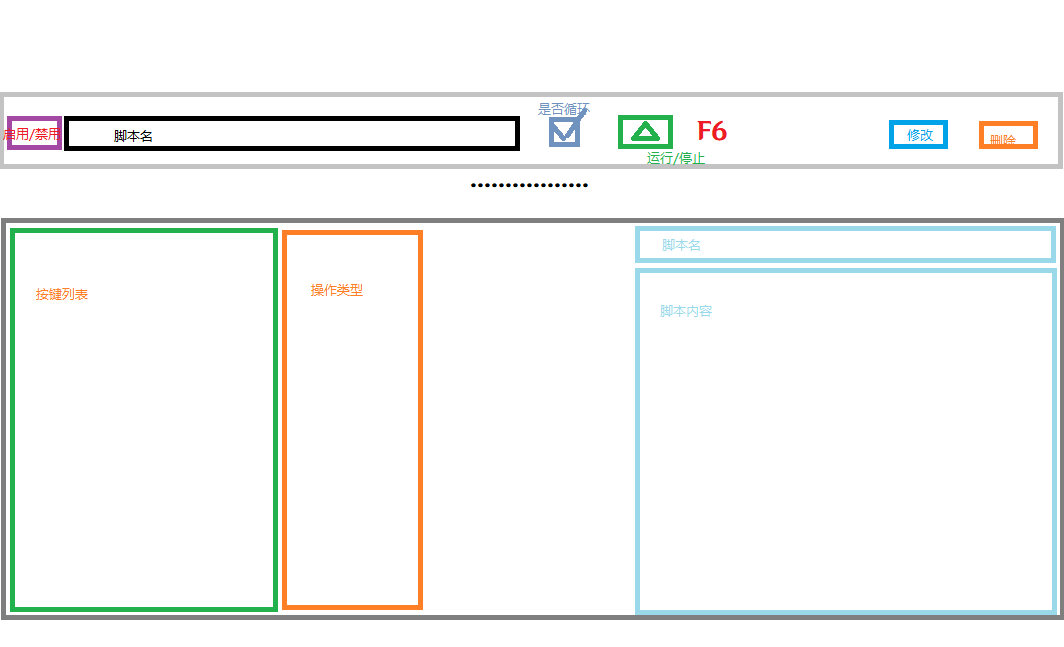 是否循环
启用/禁用
脚本名
F6
修改
删除
运行/停止
脚本名
按键列表
操作类型
脚本内容